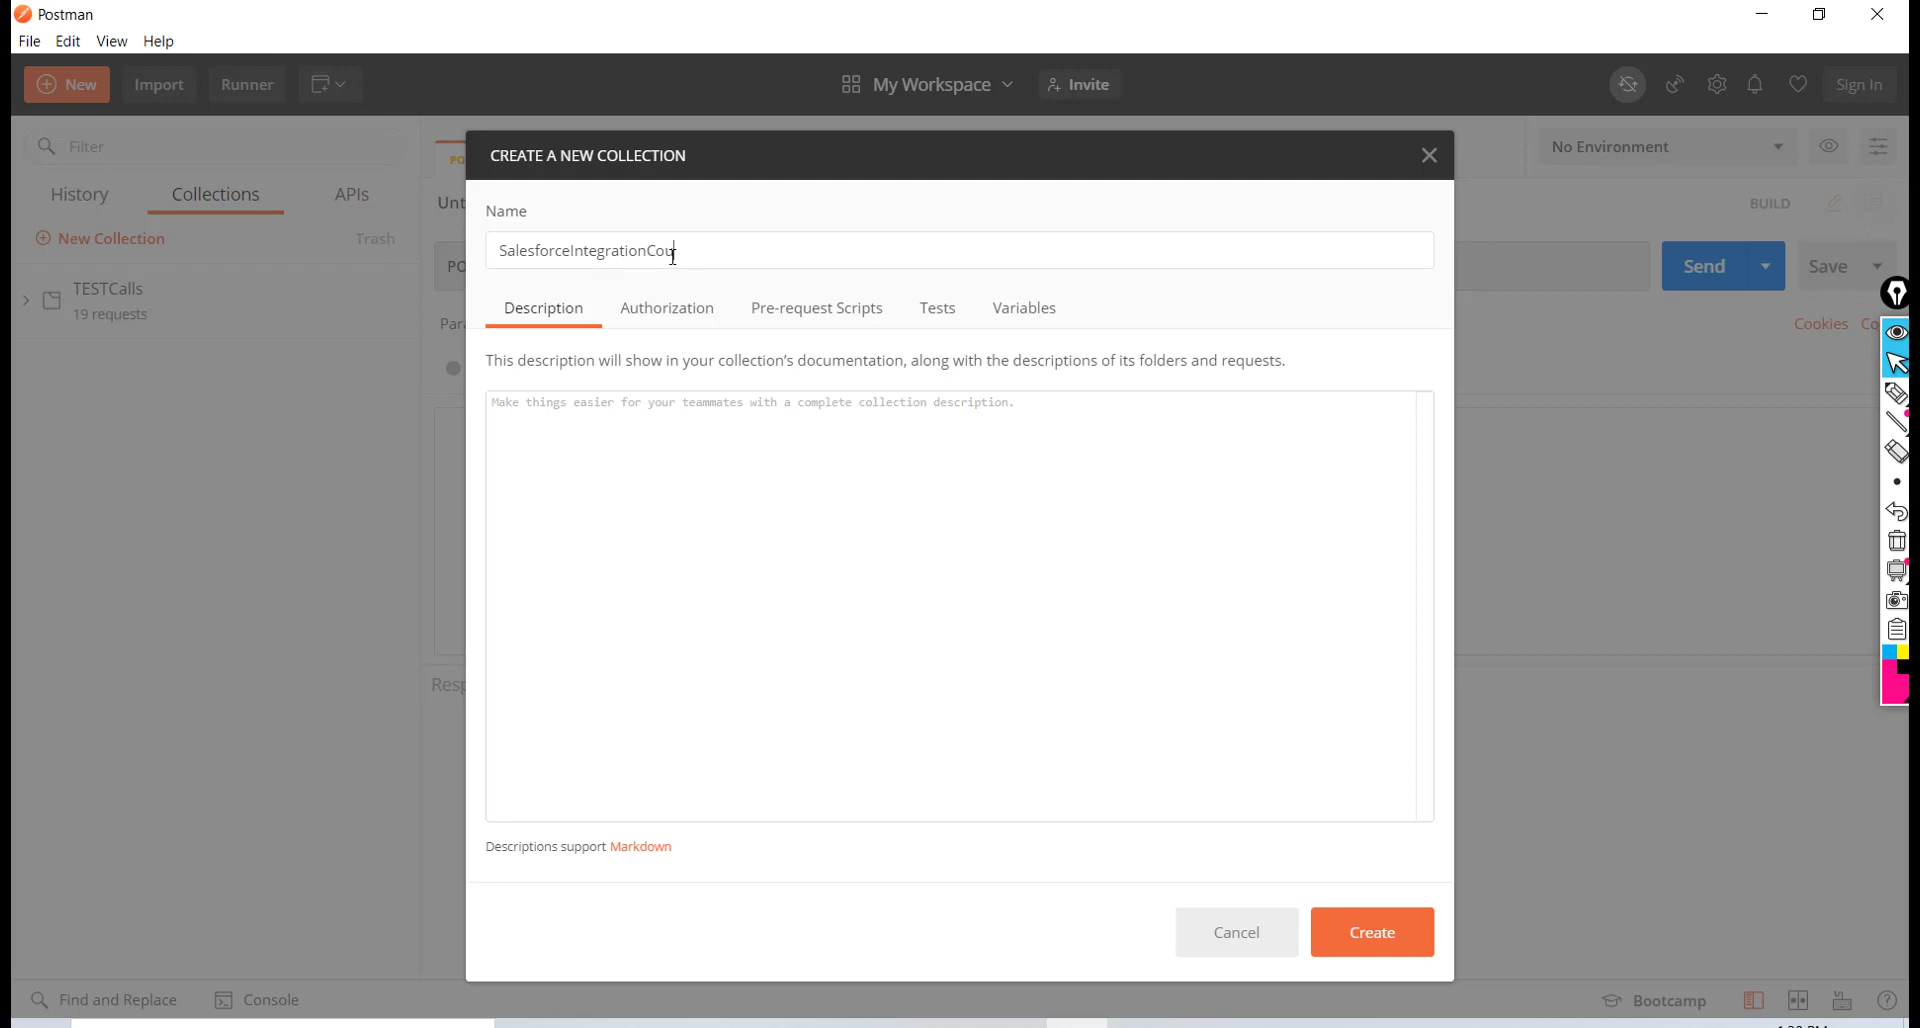 Postman
File Edit View Help
New Import Runner My Workspace Invite Sign In
Filter
History Collections APIs
New Collection Trash
TESTCalls
19 requests
CREATE A NEW COLLECTION
Name
SalesforceIntegrationCou
Description Authorization Pre-request Scripts Tests Variables
This description will show in your collection's documentation, along with the descriptions of its folders and requests.
Make things easier for your teammates with a complete collection description.
Descriptions support Markdown
Cancel Create
No Environment
BUILD
Send Save
Cookies
Find and Replace Console Bootcamp